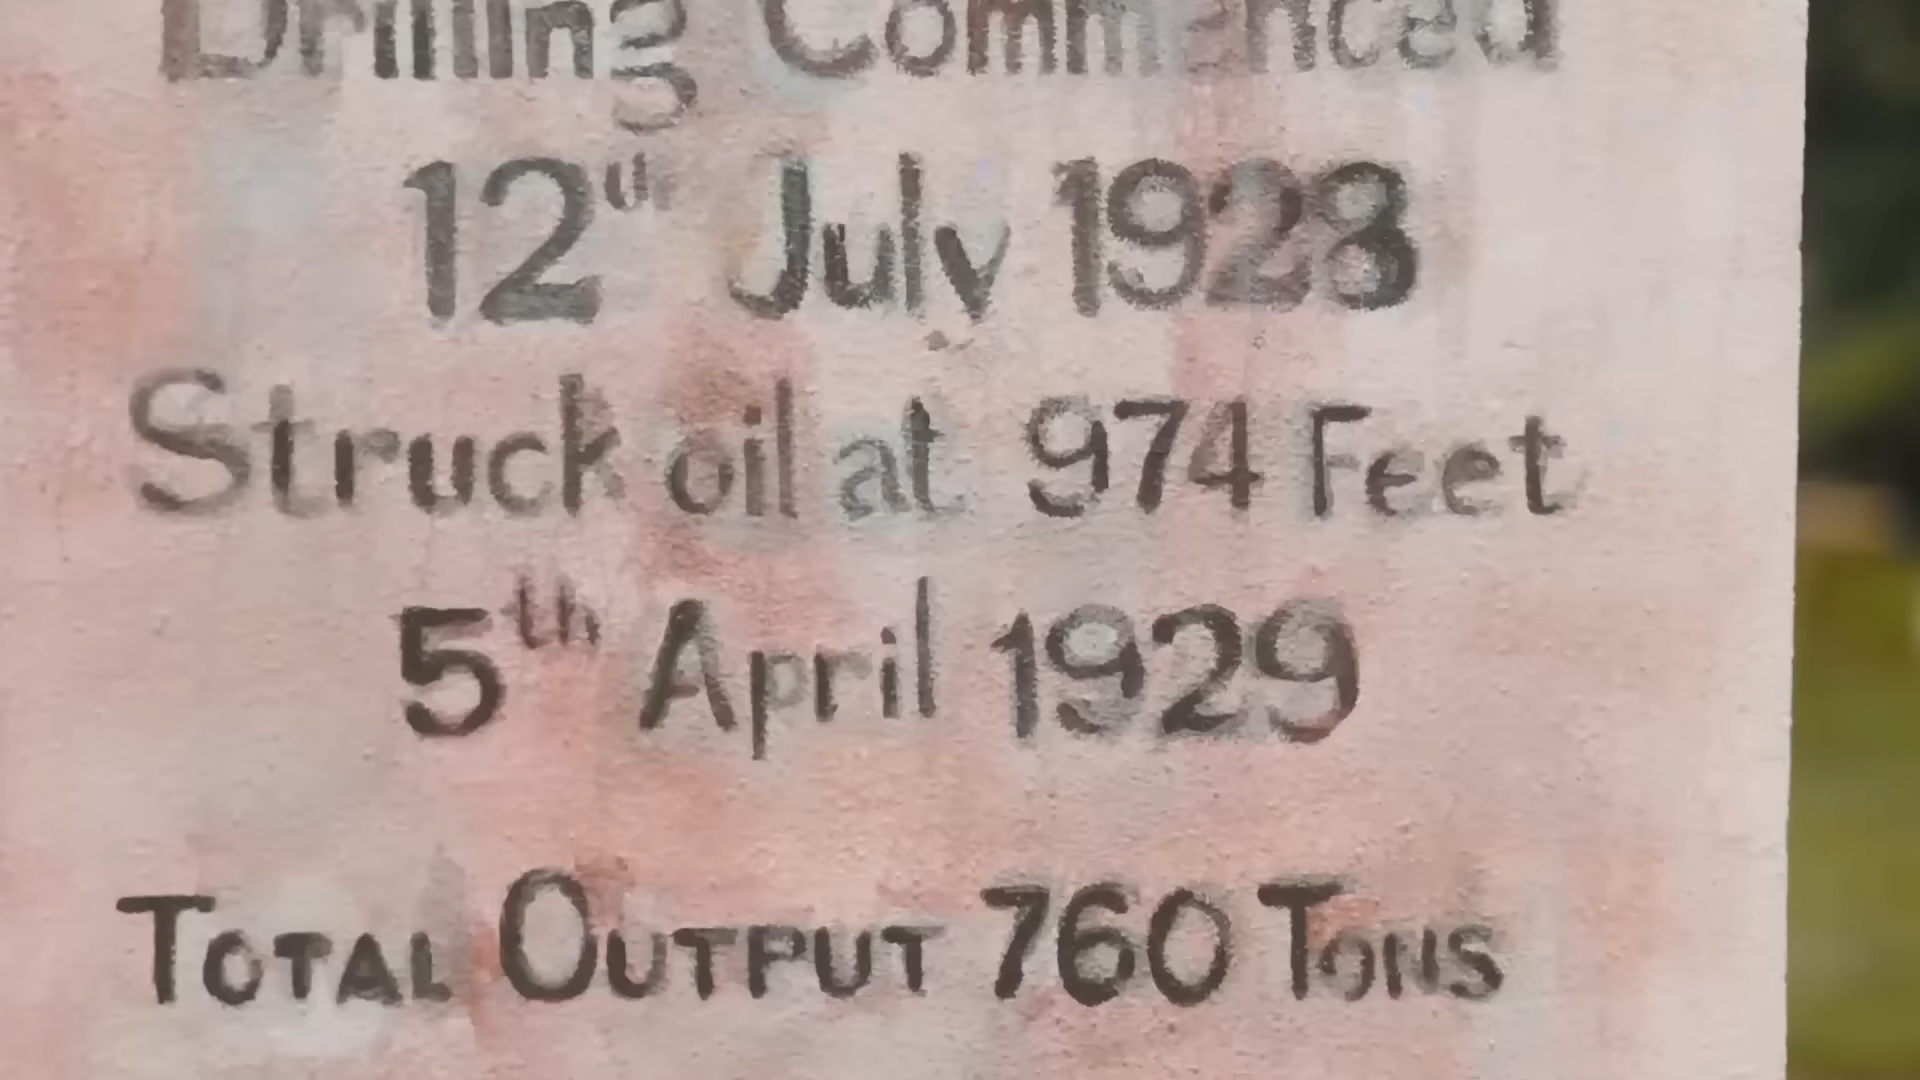 Drilling Commenced
12th July 1928
Struck oil at 974 Feet
5th April 1929
TOTAL OUTPUT 760 TONS